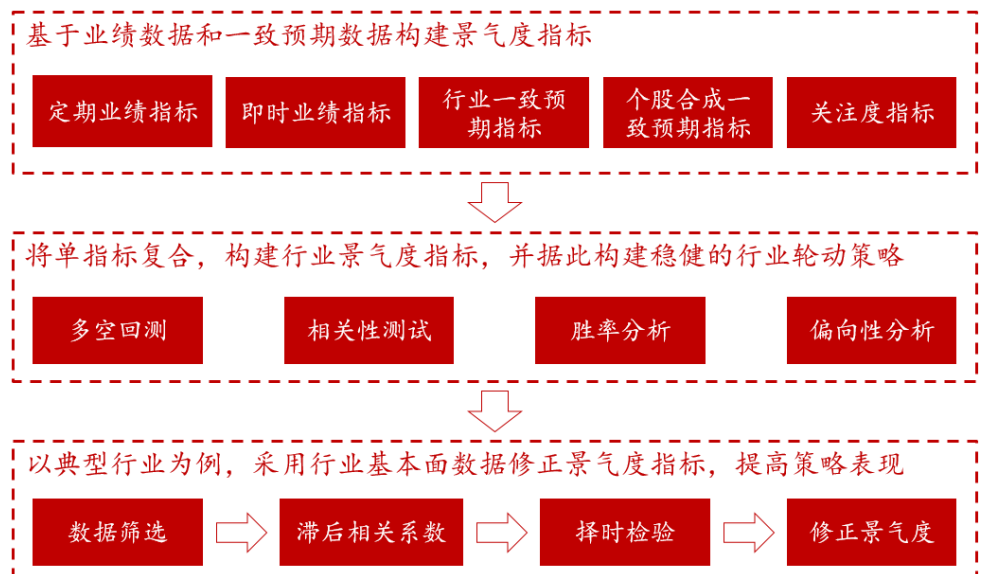 基于业绩数据和一致预期数据构建景气度指标
定期业绩指标
即时业绩指标
行业一致预
期指标
个股合成一
致预期指标
关注度指标
将单指标复合，构建行业景气度指标，并据此构建稳健的行业轮动策略
多空回测
相关性测试
胜率分析
偏向性分析
以典型行业为例，采用行业基本面数据修正景气度指标，提高策略表现
数据筛选
滞后相关系数
择时检验
修正景气度